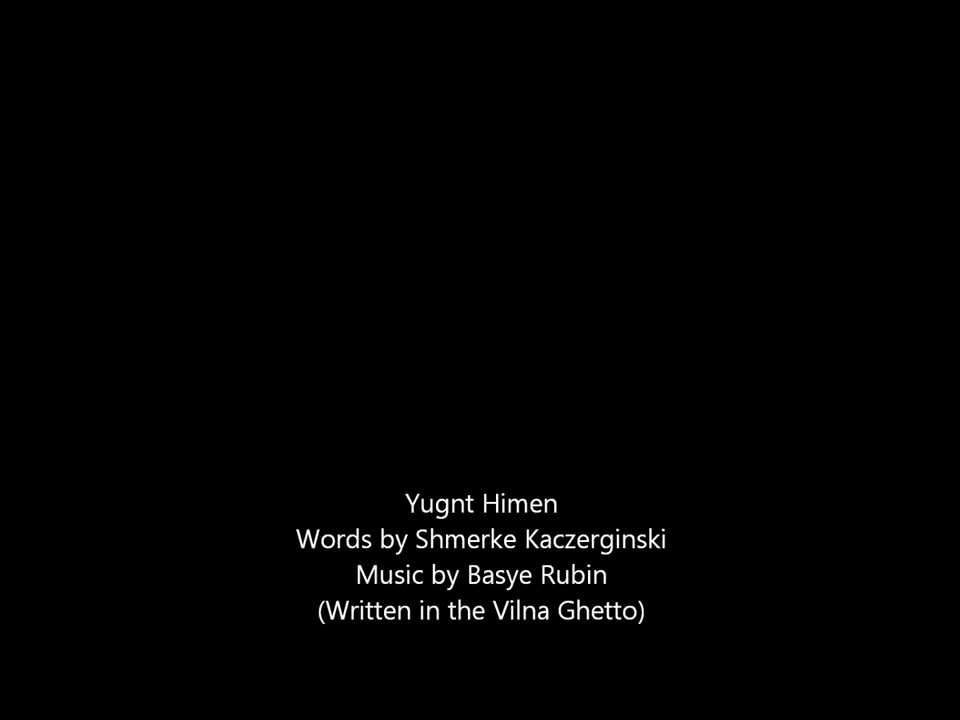 Yugnt Himen
Words by Shmerke Kaczerginski
Music by Basye Rubin
(Written in the Vilna Ghetto)